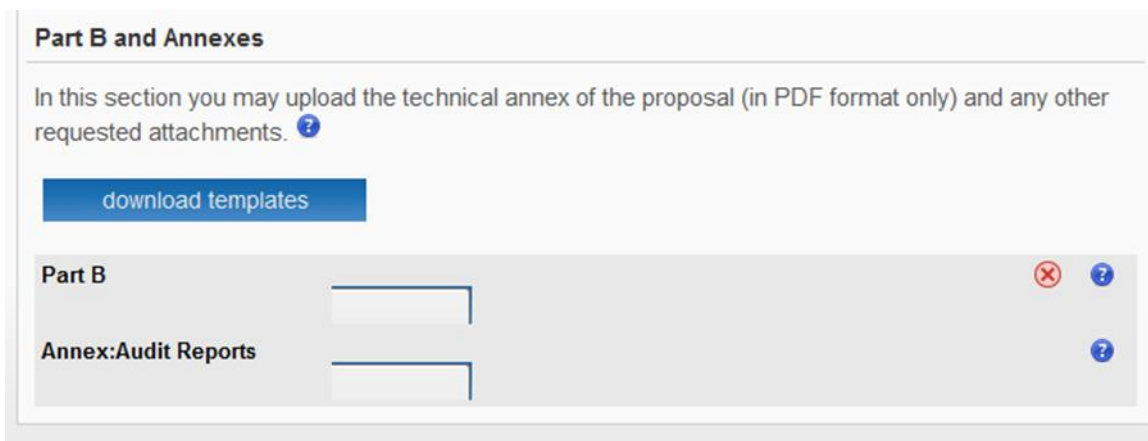 Part B and Annexes
In this section you may upload the technical annex of the proposal (in PDF format only) and any other
requested attachments. ?
download templates
Part B ?
Annex:Audit Reports ?